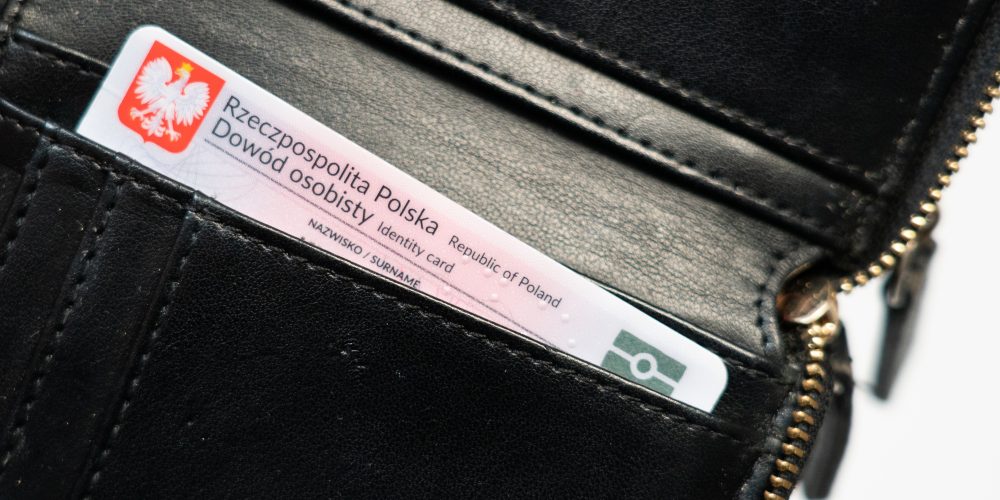 Rzeczpospolita Polska Republic of Poland
Dowód osobisty Identity card
NAZWISKO / SURNAME